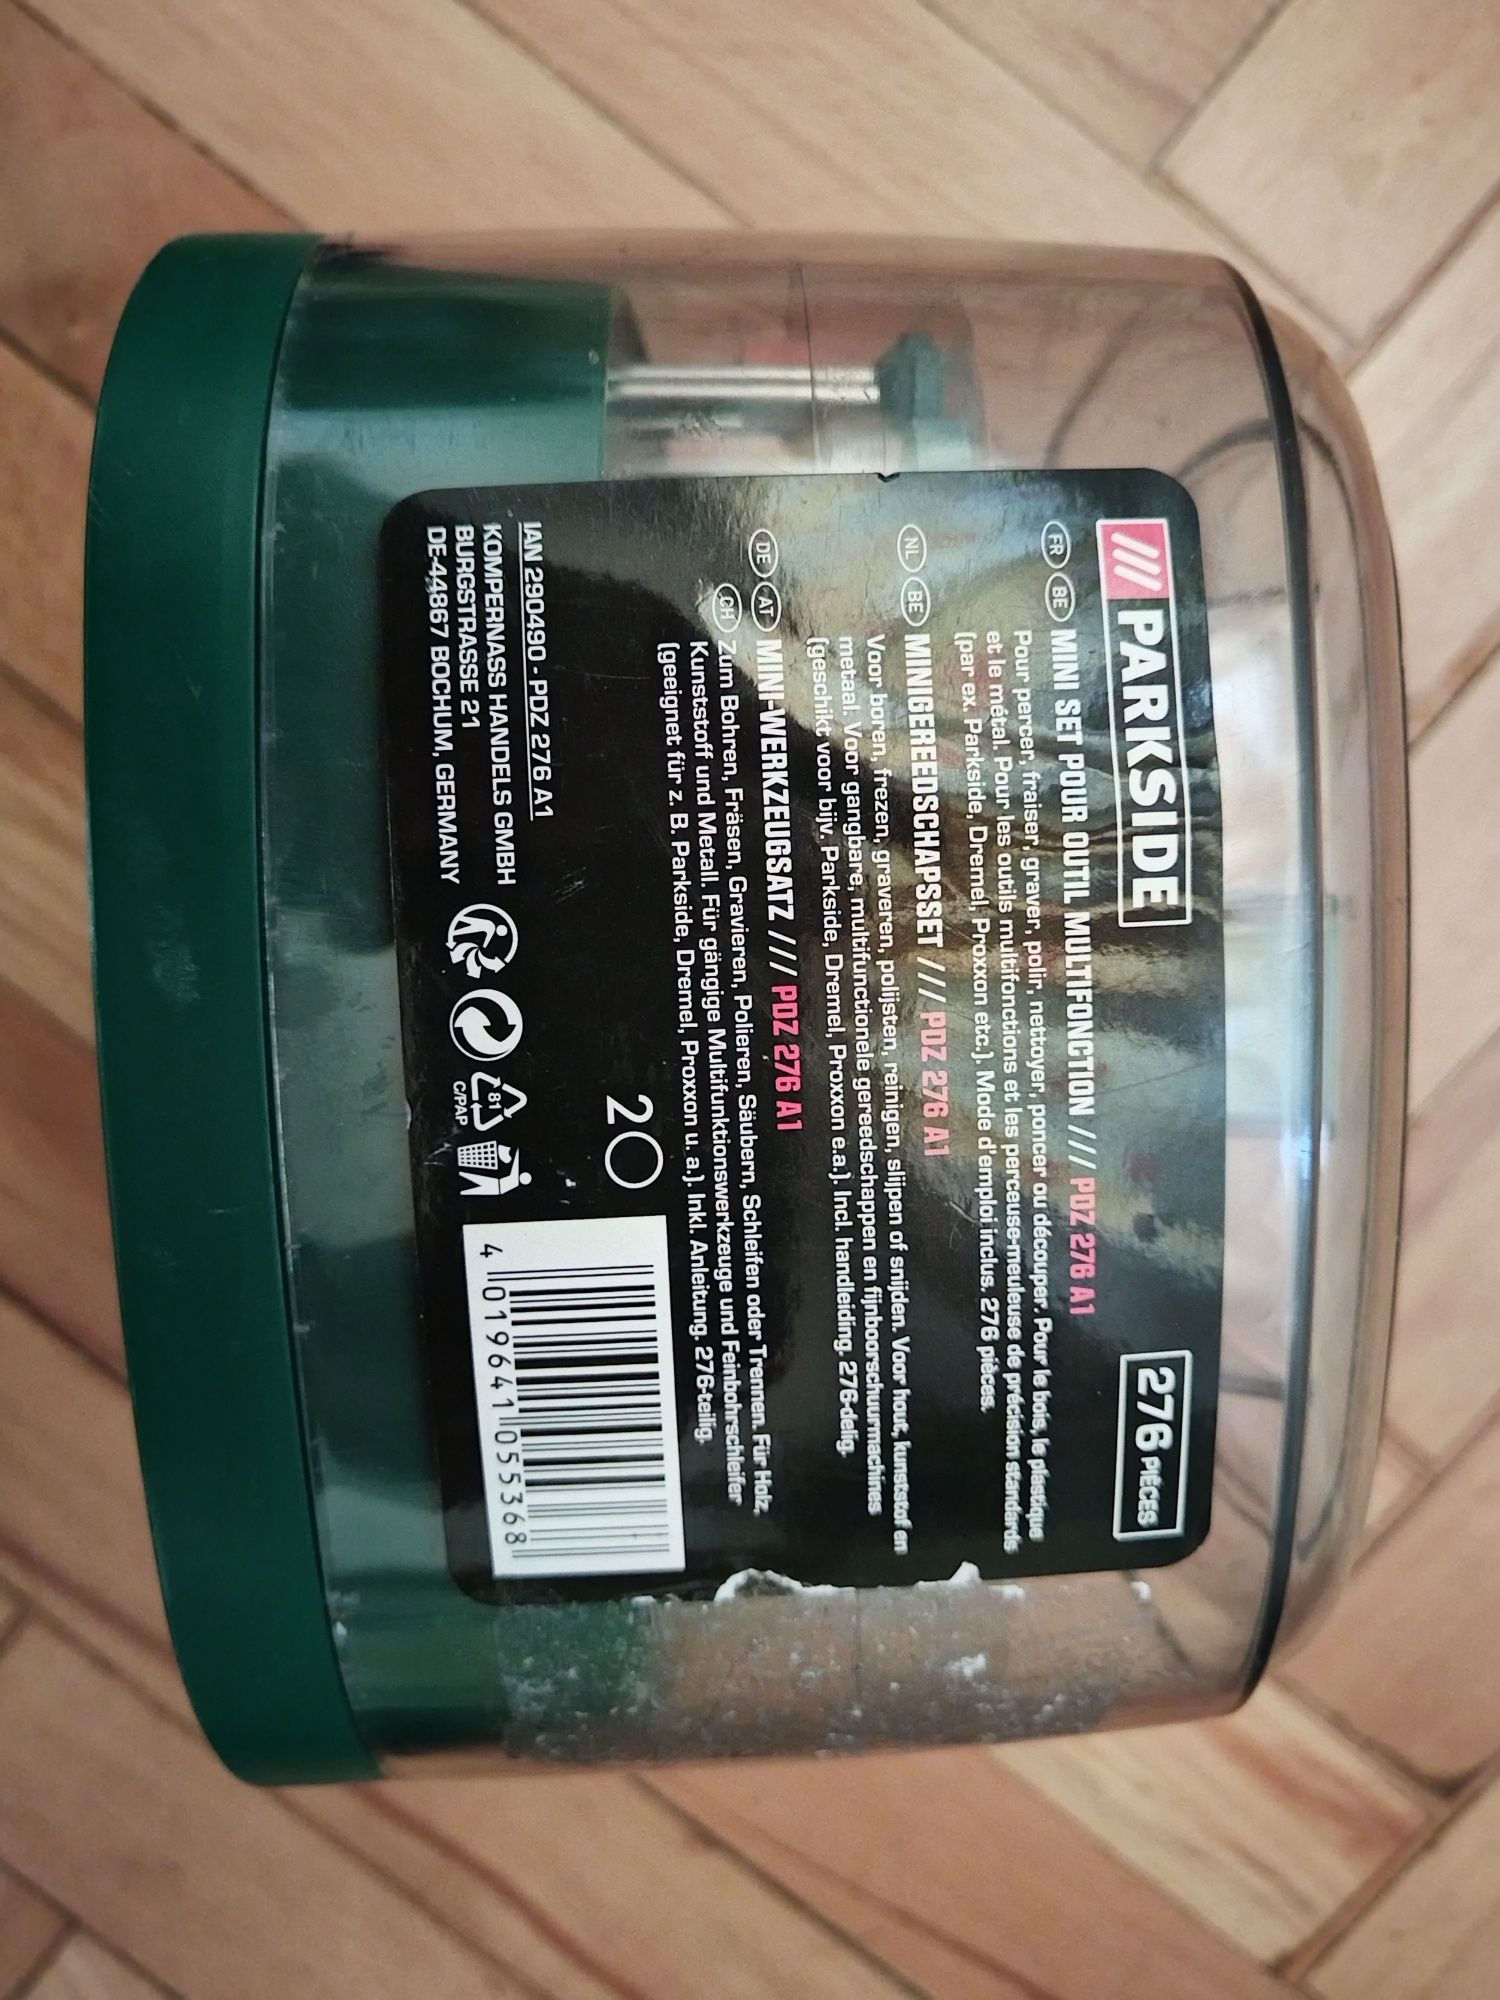 PARKSIDE
276 PIÈCES
FR BE MINI SET POUR OUTIL MULTIFONCTION //// PDZ 276 A1
Pour percer, fraiser, graver, polir, nettoyer, poncer ou découper. Pour le bois, le plastique
et le métal. Pour les outils multifonctions et les perceuse-meuleuse de précision standards
(par ex. Parkside, Dremel, Proxxon etc.). Mode d'emploi inclus. 276 pièces.
NL BE MINIGEREEDSCHAPSSET //// PDZ 276 A1
Voor boren, frezen, graveren, polijsten, reinigen, slijpen of snijden. Voor hout, kunststof en
metaal. Voor gangbare, multifunctionele gereedschappen en fijnboorschuurmachines
(geschikt voor bijv. Parkside, Dremel, Proxxon e.a.). Incl. handleiding. 276-delig.
DE AT MINI-WERKZEUGSATZ //// PDZ 276 A1
CH Zum Bohren, Fräsen, Gravieren, Polieren, Säubern, Schleifen oder Trennen. Für Holz,
Kunststoff und Metall. Für gängige Multifunktionswerkzeuge und Feinbohrschleifer
(geeignet für z. B. Parkside, Dremel, Proxxon u. a.). Inkl. Anleitung. 276-teilig.
IAN 290490 - PDZ 276 A1
KOMPERNASS HANDELS GMBH
BURGSTRASSE 21
DE-44867 BOCHUM, GERMANY
81
C/PAP
2
4 019641 055368